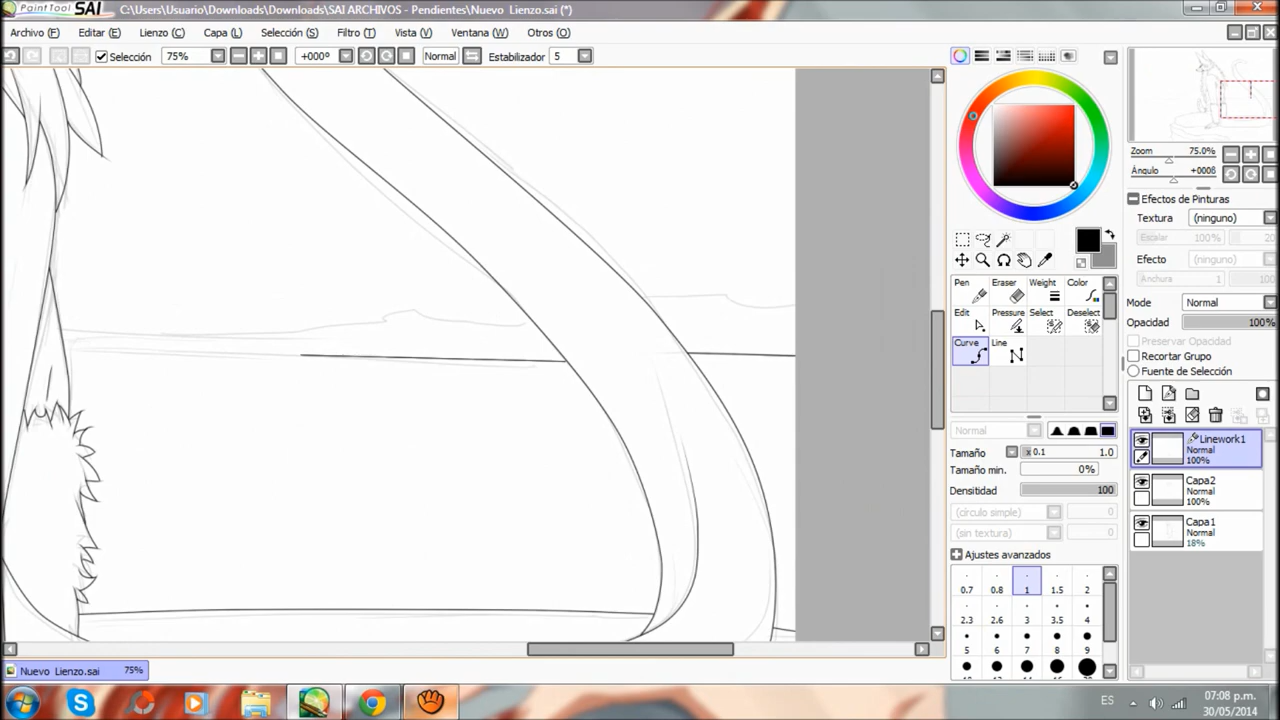 PaintTool SAI C:\Users\Usuario\Downloads\Downloads\SAI ARCHIVOS - Pendientes\Nuevo Lienzo.sai (*)
Archivo (F) Editar (E) Lienzo (C) Capa (L) Selección (S) Filtro (T) Vista (V) Ventana (W) Otros (O)
Selección 75% +000º Normal Estabilizador 5
Zoom 75.0%
Ángulo +000ß
Efectos de Pinturas
Textura (ninguno)
Escalar 100% 20
Efecto (ninguno)
Anchura 1 100
Modo Normal
Opacidad 100%
Preservar Opacidad
Recortar Grupo
Fuente de Selección
Pen Eraser Weight Color
Edit Pressure Select Deselect
Curve Line
Normal
Tamaño x 0.1 1.0
Tamaño min. 0%
Densitidad 100
(círculo simple) 0
(sin textura) 0
Ajustes avanzados
0.7 0.8 1 1.5 2
2.3 2.6 3 3.5 4
5 6 7 8 9
Linework1
Normal
100%
Capa2
Normal
100%
Capa1
Normal
18%
Nuevo Lienzo.sai 75%
ES 07:08 p.m.
30/05/2014